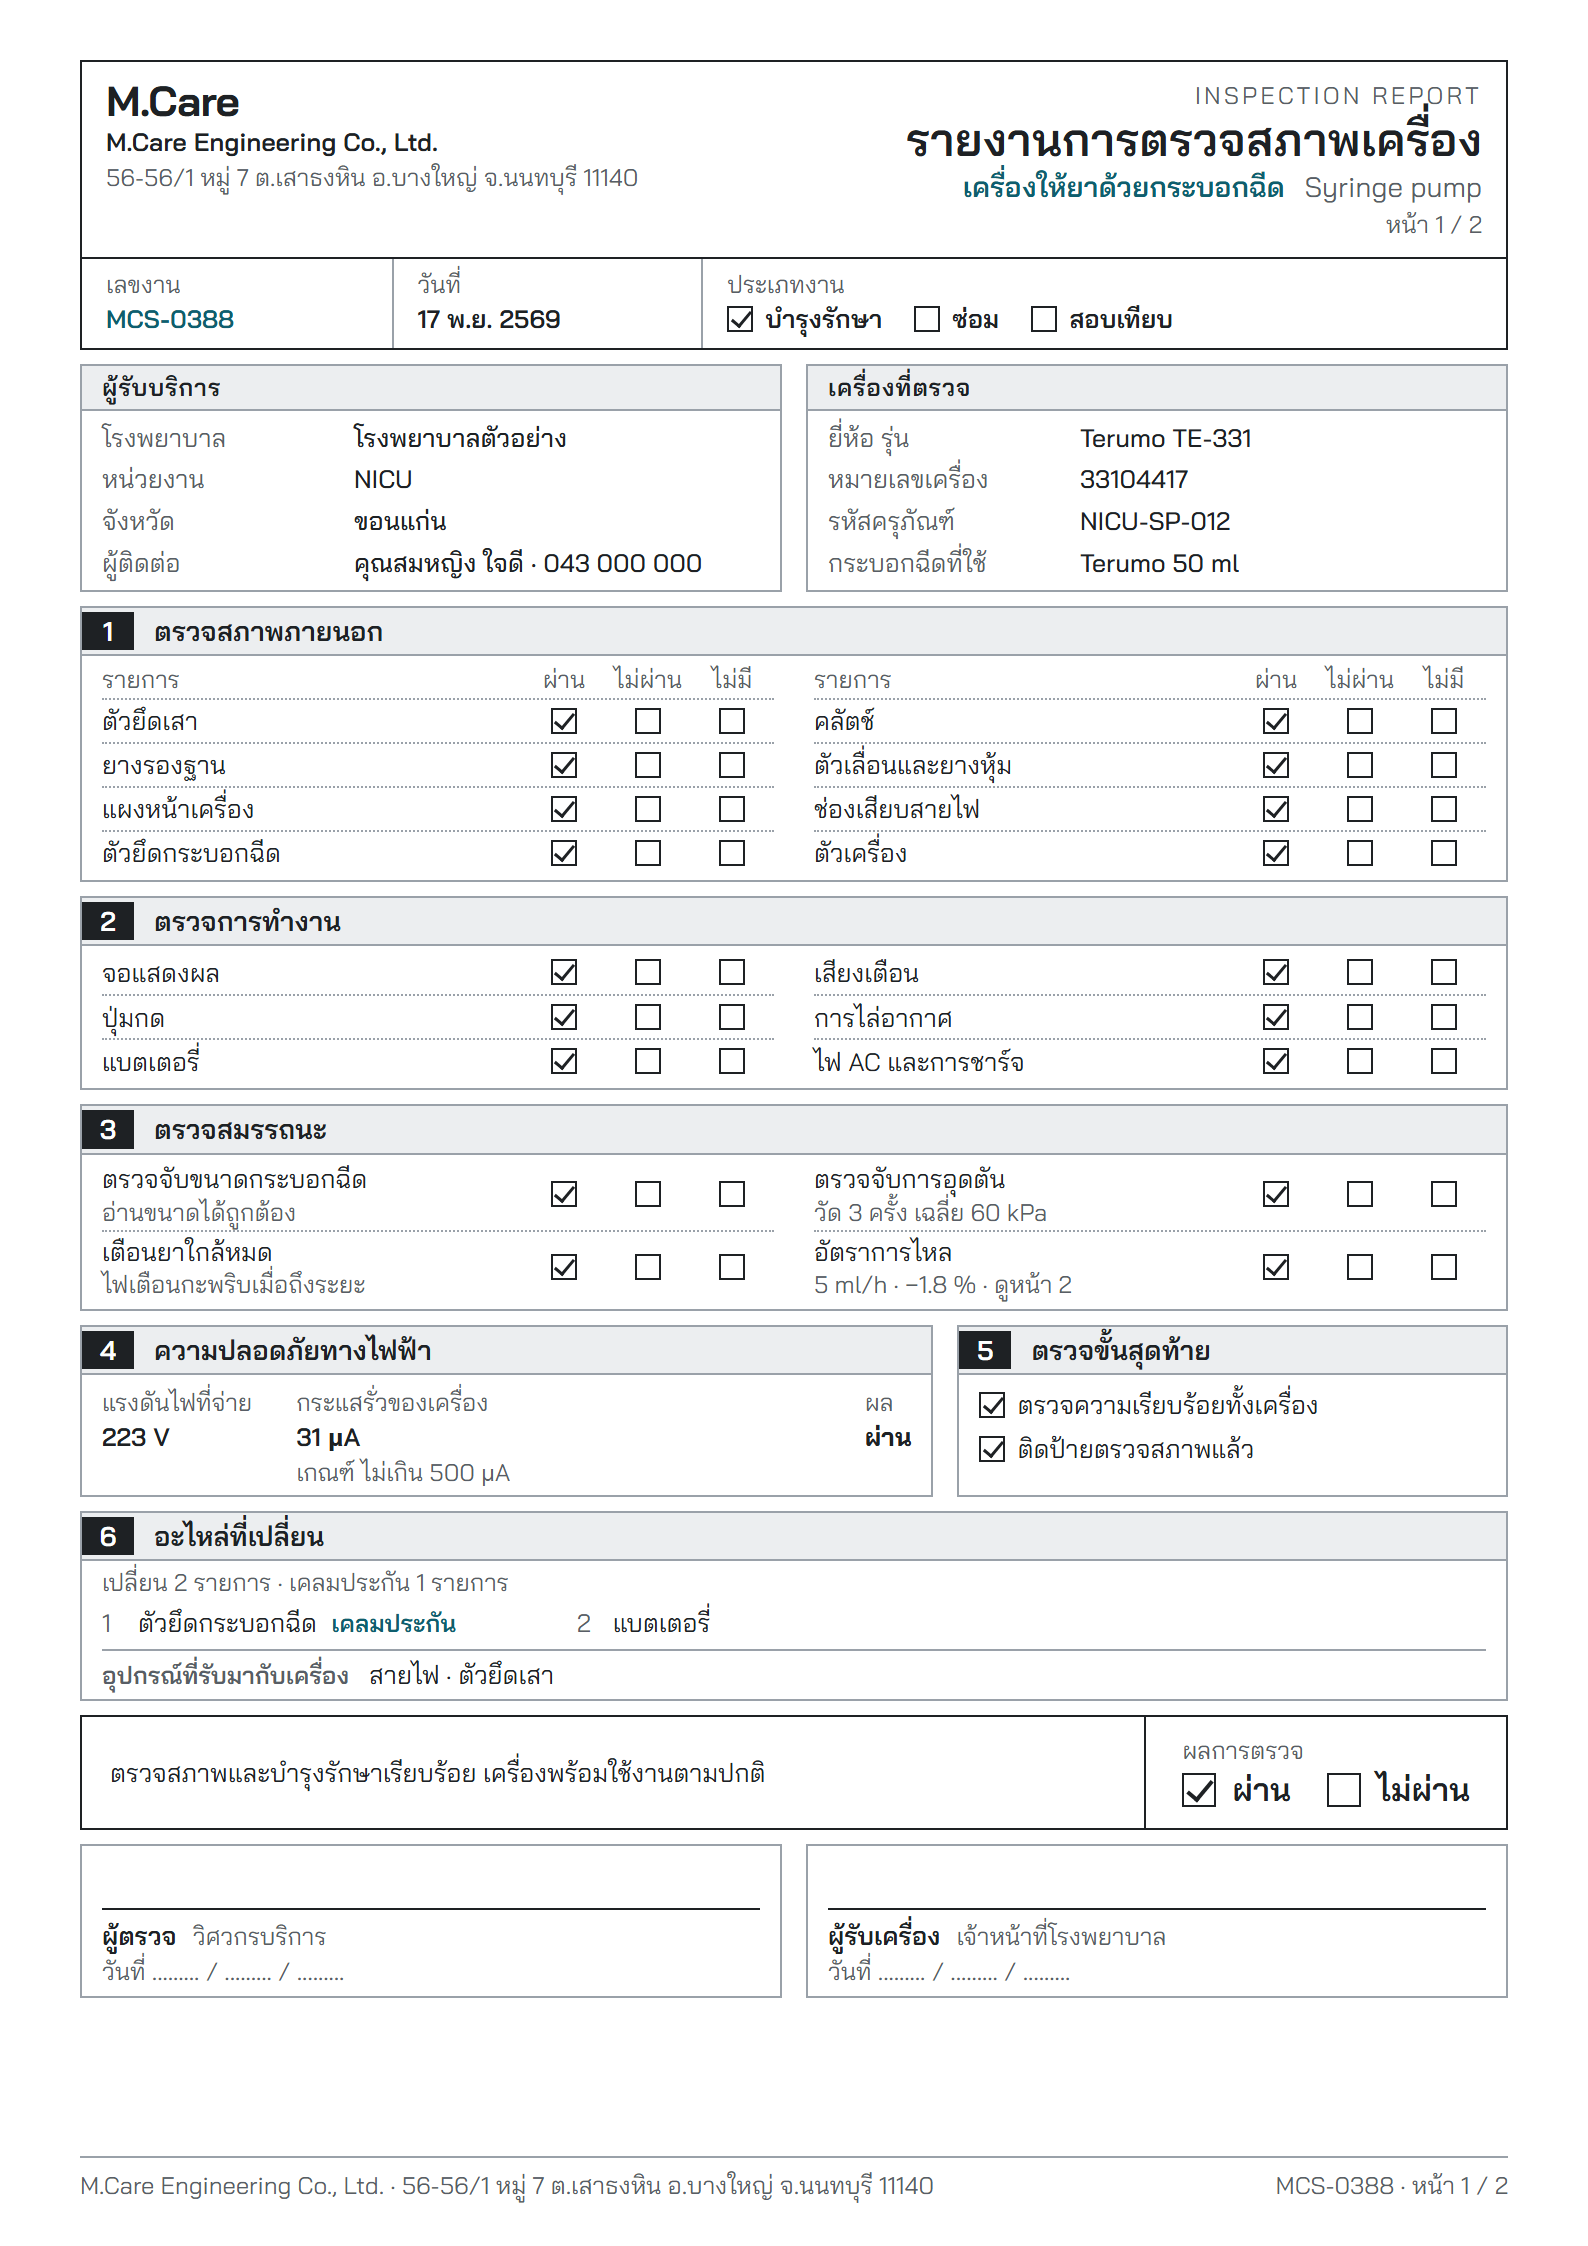 M.Care
M.Care Engineering Co., Ltd.
56-56/1 หมู่ 7 ต.เสาธงหิน อ.บางใหญ่ จ.นนทบุรี 11140
INSPECTION REPORT
รายงานการตรวจสภาพเครื่อง
เครื่องให้ยาด้วยกระบอกฉีด Syringe pump
หน้า 1 / 2
เลขงาน
MCS-0388
วันที่
17 พ.ย. 2569
ประเภทงาน
บำรุงรักษา ซ่อม สอบเทียบ
ผู้รับบริการ
โรงพยาบาล โรงพยาบาลตัวอย่าง
หน่วยงาน NICU
จังหวัด ขอนแก่น
ผู้ติดต่อ คุณสมหญิง ใจดี · 043 000 000
เครื่องที่ตรวจ
ยี่ห้อ รุ่น Terumo TE-331
หมายเลขเครื่อง 33104417
รหัสครุภัณฑ์ NICU-SP-012
กระบอกฉีดที่ใช้ Terumo 50 ml
1 ตรวจสภาพภายนอก
รายการ ผ่าน ไม่ผ่าน ไม่มี
ตัวยึดเสา
ยางรองฐาน
แผงหน้าเครื่อง
ตัวยึดกระบอกฉีด
รายการ ผ่าน ไม่ผ่าน ไม่มี
คลัตช์
ตัวเลื่อนและยางหุ้ม
ช่องเสียบสายไฟ
ตัวเครื่อง
2 ตรวจการทำงาน
จอแสดงผล
ปุ่มกด
แบตเตอรี่
เสียงเตือน
การไล่อากาศ
ไฟ AC และการชาร์จ
3 ตรวจสมรรถนะ
ตรวจจับขนาดกระบอกฉีด
อ่านขนาดได้ถูกต้อง
เตือนยาใกล้หมด
ไฟเตือนกะพริบเมื่อถึงระยะ
ตรวจจับการอุดตัน
วัด 3 ครั้ง เฉลี่ย 60 kPa
อัตราการไหล
5 ml/h · −1.8 % · ดูหน้า 2
4 ความปลอดภัยทางไฟฟ้า
แรงดันไฟที่จ่าย กระแสรั่วของเครื่อง ผล
223 V 31 µA ผ่าน
เกณฑ์ ไม่เกิน 500 µA
5 ตรวจขั้นสุดท้าย
ตรวจความเรียบร้อยทั้งเครื่อง
ติดป้ายตรวจสภาพแล้ว
6 อะไหล่ที่เปลี่ยน
เปลี่ยน 2 รายการ · เคลมประกัน 1 รายการ
1 ตัวยึดกระบอกฉีด เคลมประกัน 2 แบตเตอรี่
อุปกรณ์ที่รับมากับเครื่อง สายไฟ · ตัวยึดเสา
ตรวจสภาพและบำรุงรักษาเรียบร้อย เครื่องพร้อมใช้งานตามปกติ
ผลการตรวจ
ผ่าน ไม่ผ่าน
ผู้ตรวจ วิศวกรบริการ
วันที่ ......... / ......... / .........
ผู้รับเครื่อง เจ้าหน้าที่โรงพยาบาล
วันที่ ......... / ......... / .........
M.Care Engineering Co., Ltd. · 56-56/1 หมู่ 7 ต.เสาธงหิน อ.บางใหญ่ จ.นนทบุรี 11140
MCS-0388 · หน้า 1 / 2